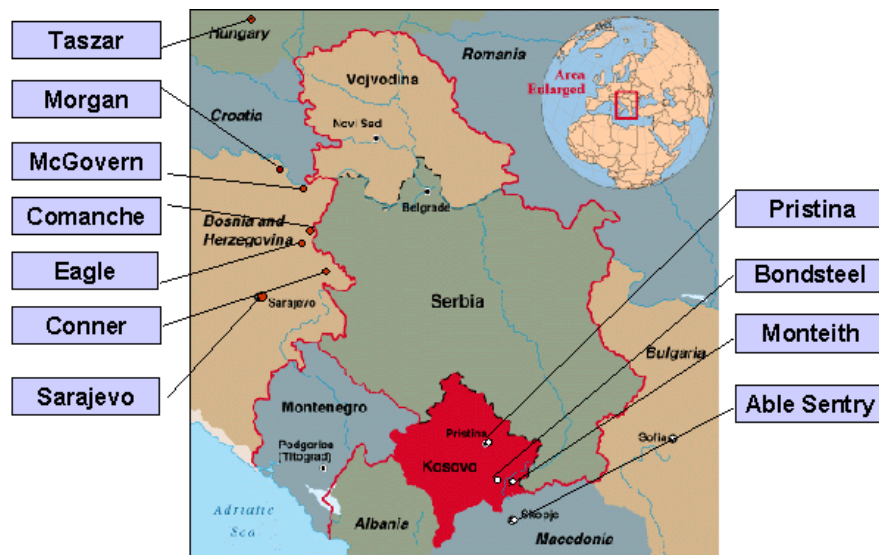 Taszar
Morgan
McGovern
Comanche
Eagle
Conner
Sarajevo
Hungary
Romania
Area
Enlarged
Vojvodina
Croatia
Novi Sad
Belgrade
Bosnia and
Herzegovina
Sarajevo
Serbia
Bulgaria
Montenegro
Pristina
Podgorica
(Titograd)
Kosovo
Sofia
Skopje
Adriatic
Sea
Albania
Macedonia
Pristina
Bondsteel
Monteith
Able Sentry